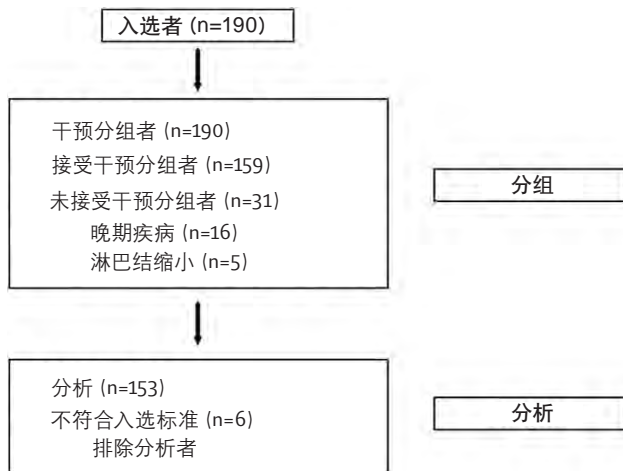 入选者 (n=190)
干预分组者 (n=190)
接受干预分组者 (n=159)
未接受干预分组者 (n=31)
晚期疾病 (n=16)
淋巴结缩小 (n=5)
分组
分析 (n=153)
不符合入选标准 (n=6)
排除分析者
分析